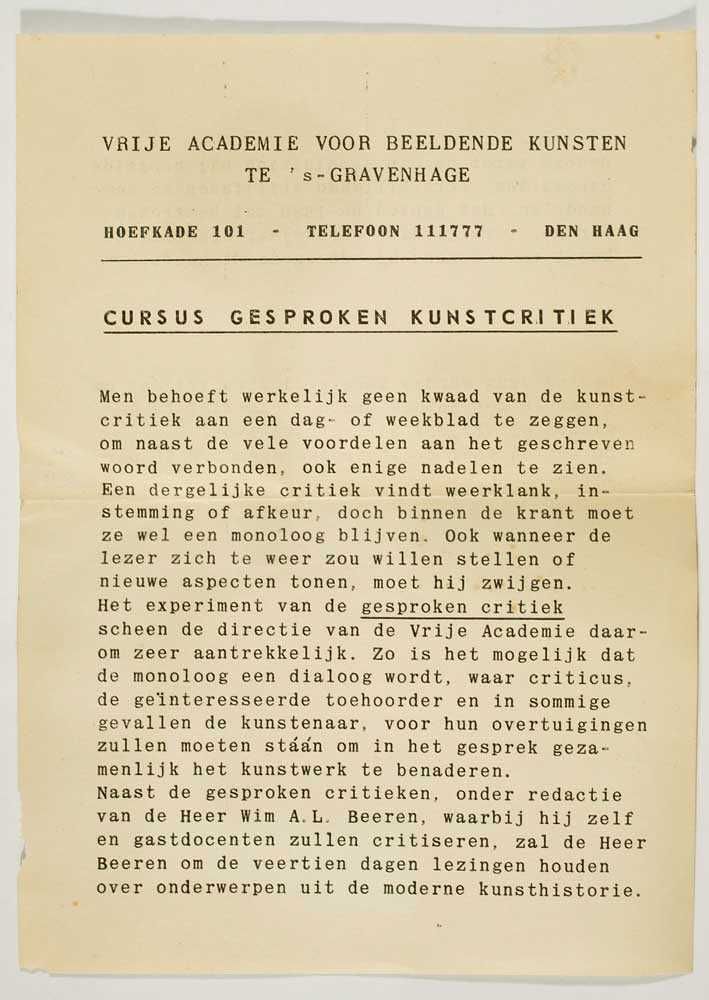 VRIJE ACADEMIE VOOR BEELDENDE KUNSTEN
TE 's-GRAVENHAGE
HOEFKADE 101 - TELEFOON 111777 - DEN HAAG
CURSUS GESPROKEN KUNSTCRITIEK
Men behoeft werkelijk geen kwaad van de kunst-
critiek aan een dag- of weekblad te zeggen,
om naast de vele voordelen aan het geschreven
woord verbonden, ook enige nadelen te zien.
Een dergelijke critiek vindt weerklank, in-
stemming of afkeur, doch binnen de krant moet
ze wel een monoloog blijven. Ook wanneer de
lezer zich te weer zou willen stellen of
nieuwe aspecten tonen, moet hij zwijgen.
Het experiment van de gesproken critiek
scheen de directie van de Vrije Academie daar-
om zeer aantrekkelijk. Zo is het mogelijk dat
de monoloog een dialoog wordt, waar criticus,
de geïnteresseerde toehoorder en in sommige
gevallen de kunstenaar, voor hun overtuigingen
zullen moeten stáán om in het gesprek geza-
menlijk het kunstwerk te benaderen.
Naast de gesproken critieken, onder redactie
van de Heer Wim A.L. Beeren, waarbij hij zelf
en gastdocenten zullen critiseren, zal de Heer
Beeren om de veertien dagen lezingen houden
over onderwerpen uit de moderne kunsthistorie.